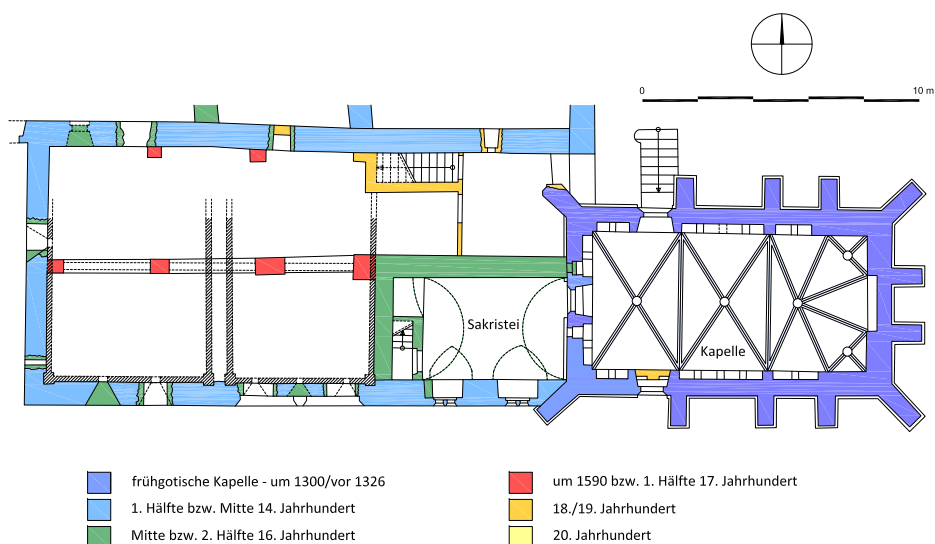 0 10 m
Sakristei
Kapelle
frühgotische Kapelle - um 1300/vor 1326
1. Hälfte bzw. Mitte 14. Jahrhundert
Mitte bzw. 2. Hälfte 16. Jahrhundert
um 1590 bzw. 1. Hälfte 17. Jahrhundert
18./19. Jahrhundert
20. Jahrhundert